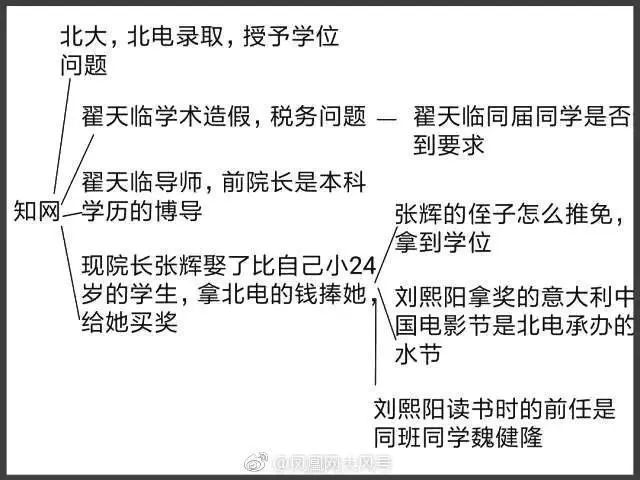 北大，北电录取，授予学位
问题
翟天临学术造假，税务问题
翟天临同届同学是否
到要求
翟天临导师，前院长是本科
学历的博导
知网
张辉的侄子怎么推免，
拿到学位
现院长张辉娶了比自己小24
岁的学生，拿北电的钱捧她，
给她买奖
刘熙阳拿奖的意大利中
国电影节是北电承办的
水节
刘熙阳读书时的前任是
同班同学魏健隆
@凤凰网大风号